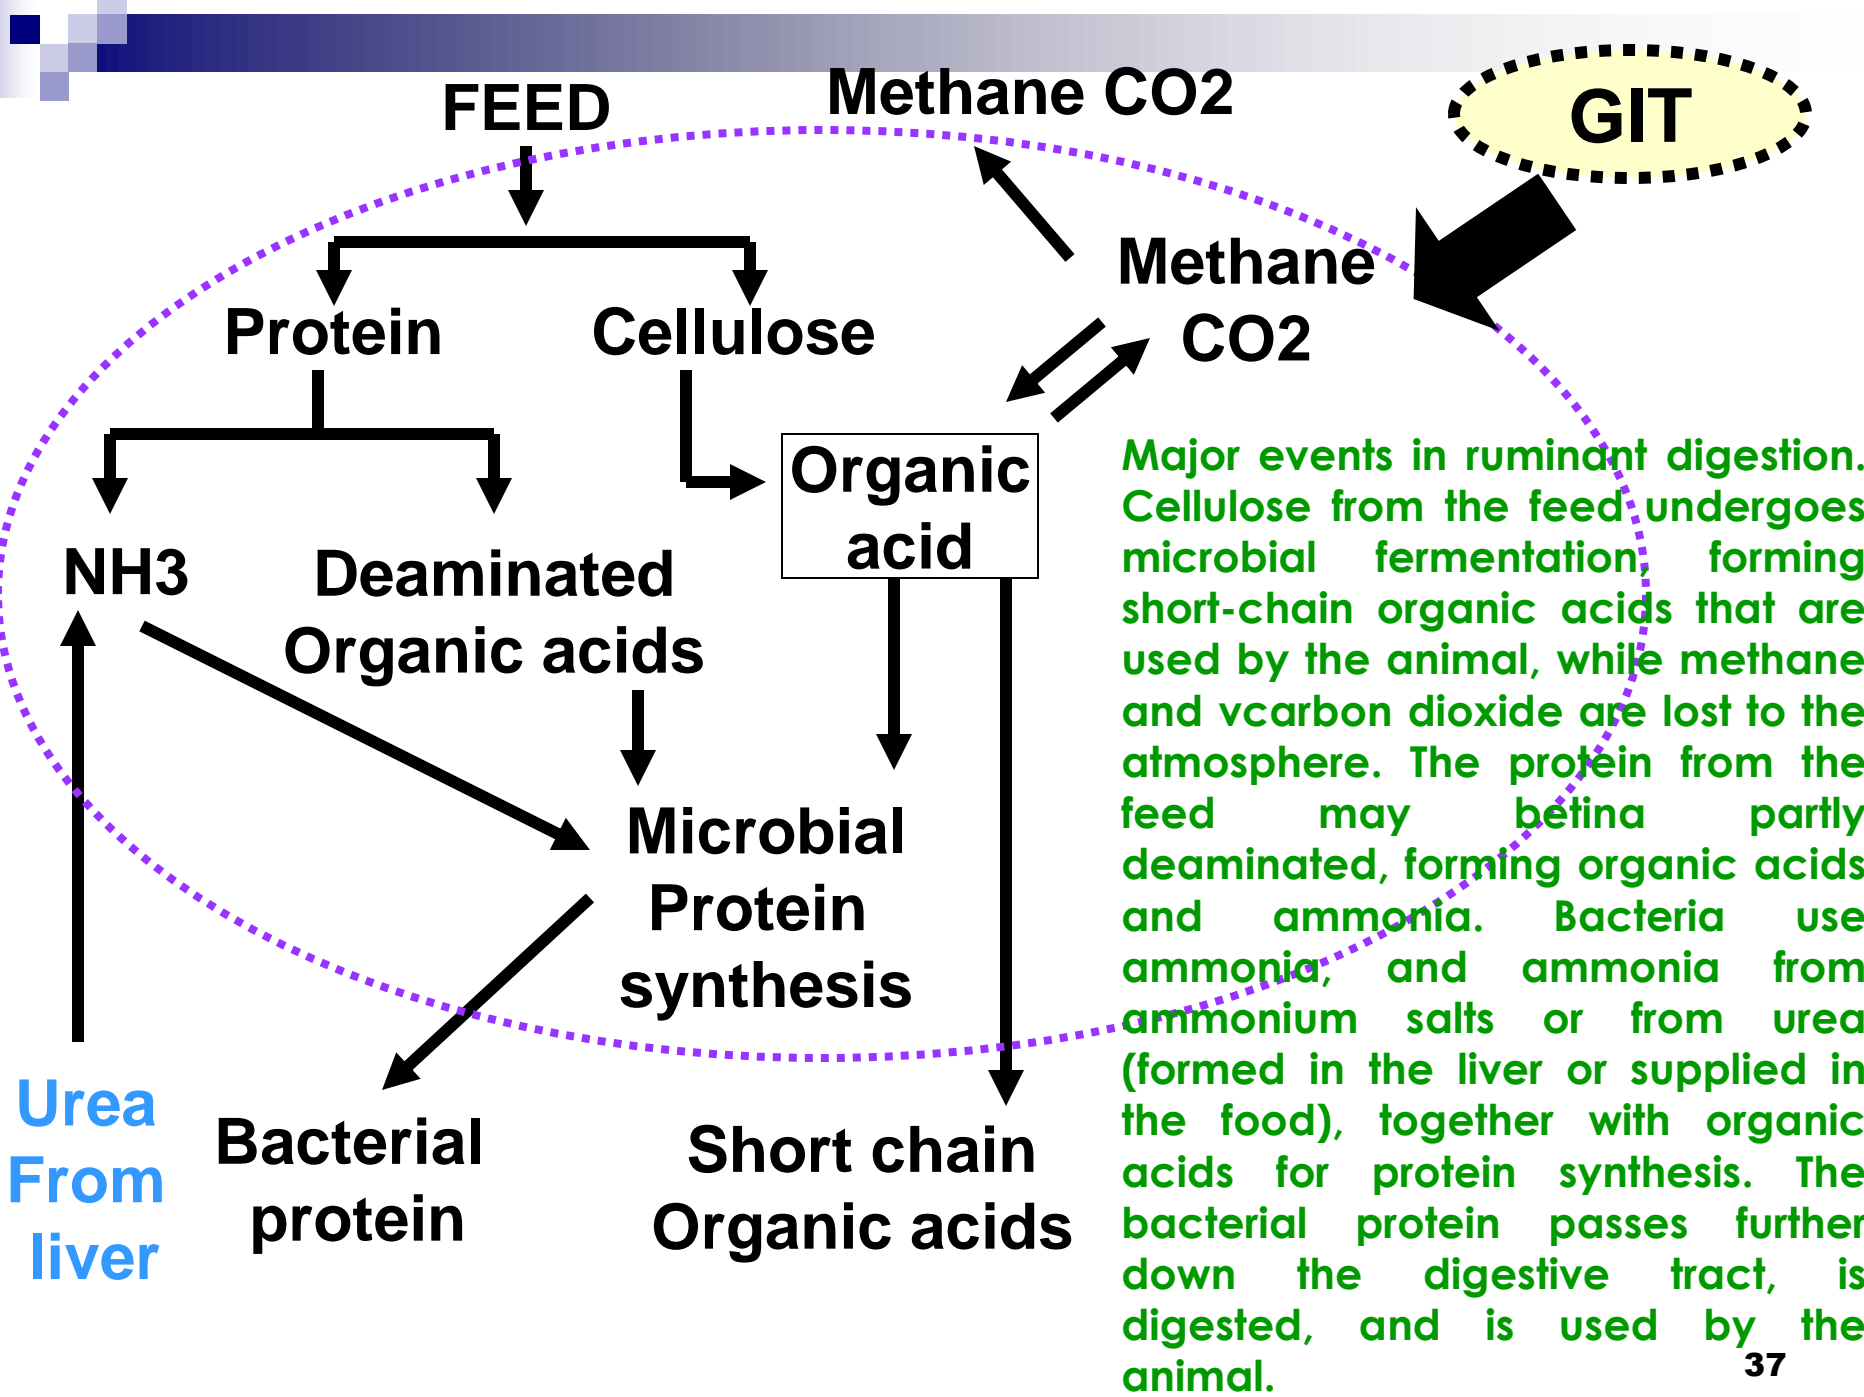 FEED
Methane CO2
GIT
Methane
CO2
Protein
Cellulose
Organic
acid
NH3
Deaminated
Organic acids
Microbial
Protein
synthesis
Urea
From
liver
Bacterial
protein
Short chain
Organic acids
Major events in ruminant digestion.
Cellulose from the feed undergoes
microbial fermentation, forming
short-chain organic acids that are
used by the animal, while methane
and vcarbon dioxide are lost to the
atmosphere. The protein from the
feed may betina partly
deaminated, forming organic acids
and ammonia. Bacteria use
ammonia, and ammonia from
ammonium salts or from urea
(formed in the liver or supplied in
the food), together with organic
acids for protein synthesis. The
bacterial protein passes further
down the digestive tract, is
digested, and is used by the
animal.
37